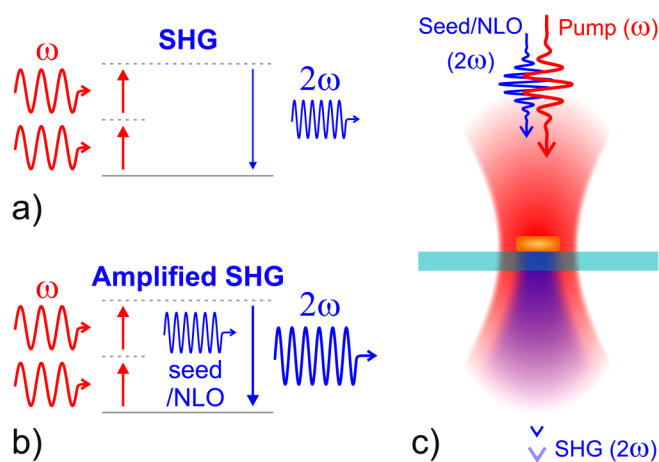 SHG
ω
2ω
a)
Amplified SHG
ω
2ω
seed
/NLO
b)
Seed/NLO
(2ω)
Pump (ω)
c)
SHG (2ω)